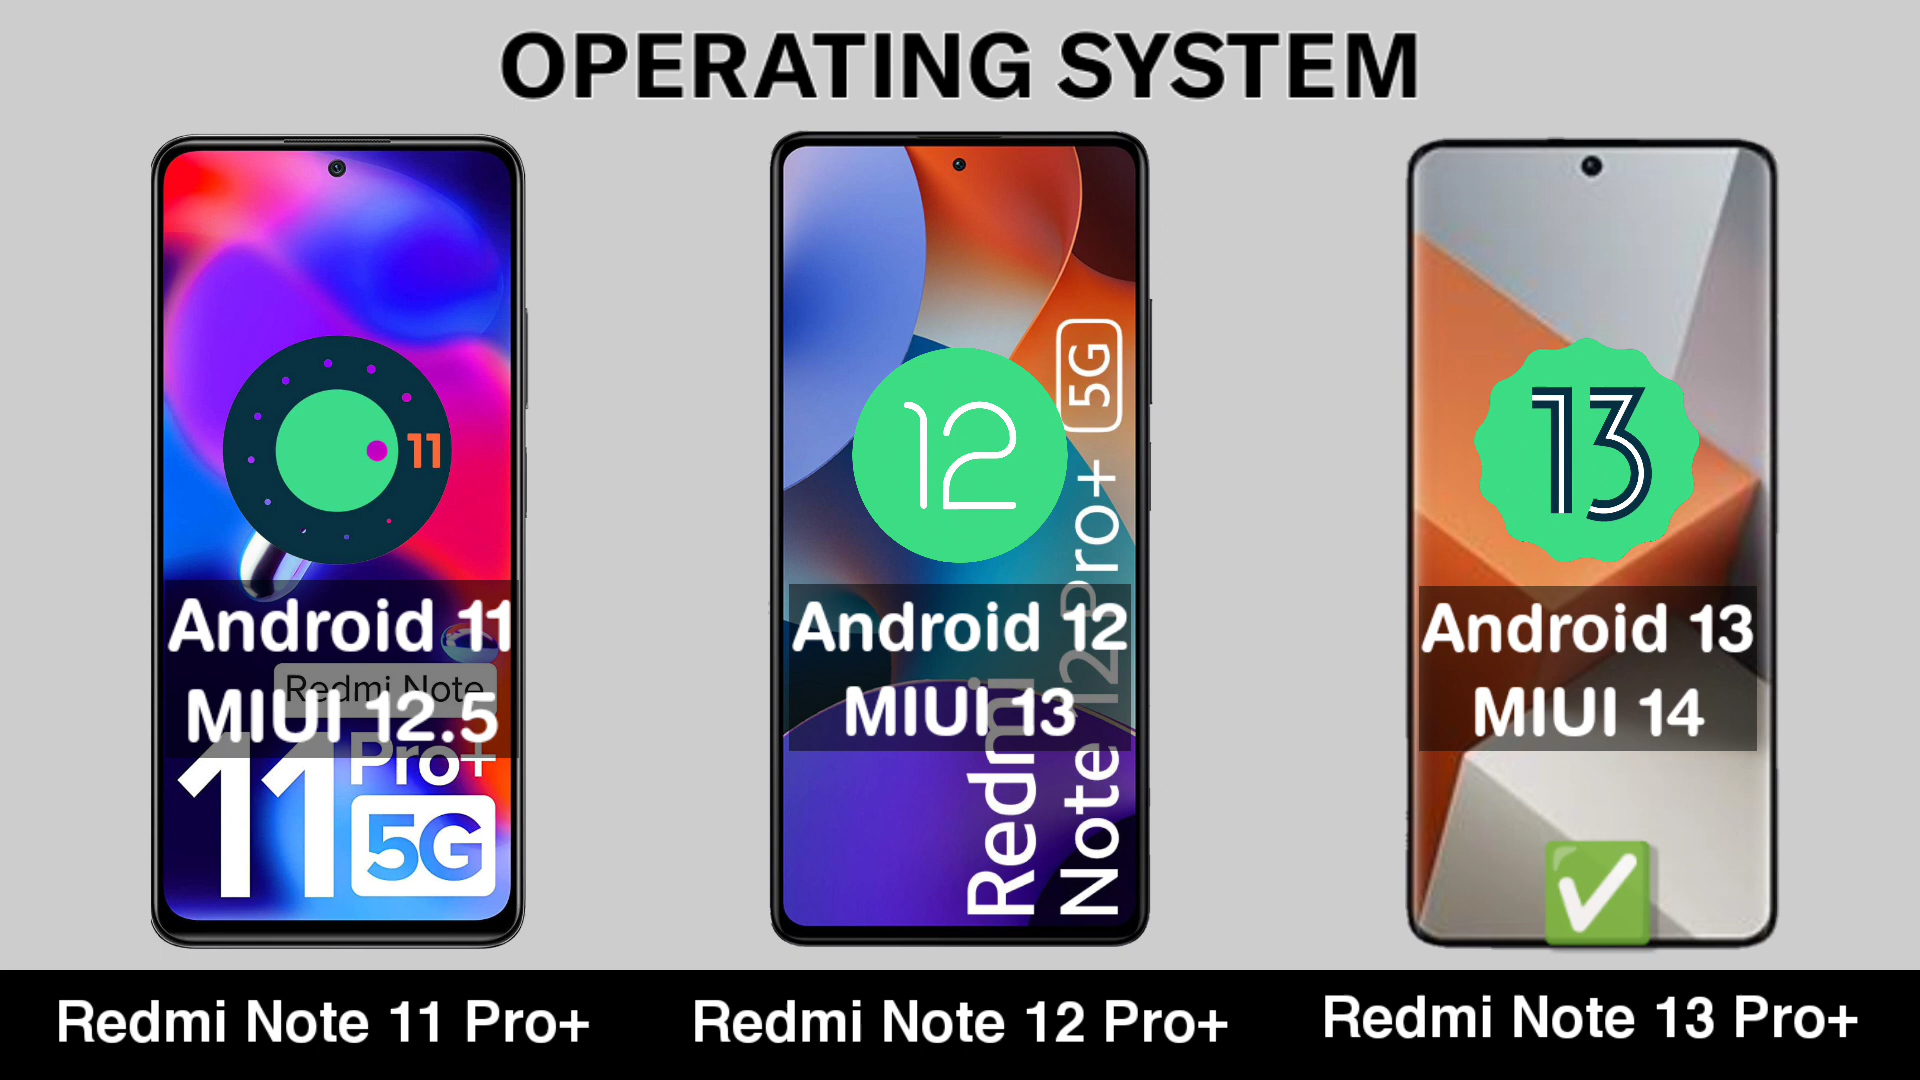 OPERATING SYSTEM
11
Android 11
MIUI 12.5
Redmi Note
11 Pro+
5G
12
Android 12
MIUI 13
Redmi
Note 12 Pro+ 5G
13
Android 13
MIUI 14
Redmi Note 11 Pro+
Redmi Note 12 Pro+
Redmi Note 13 Pro+